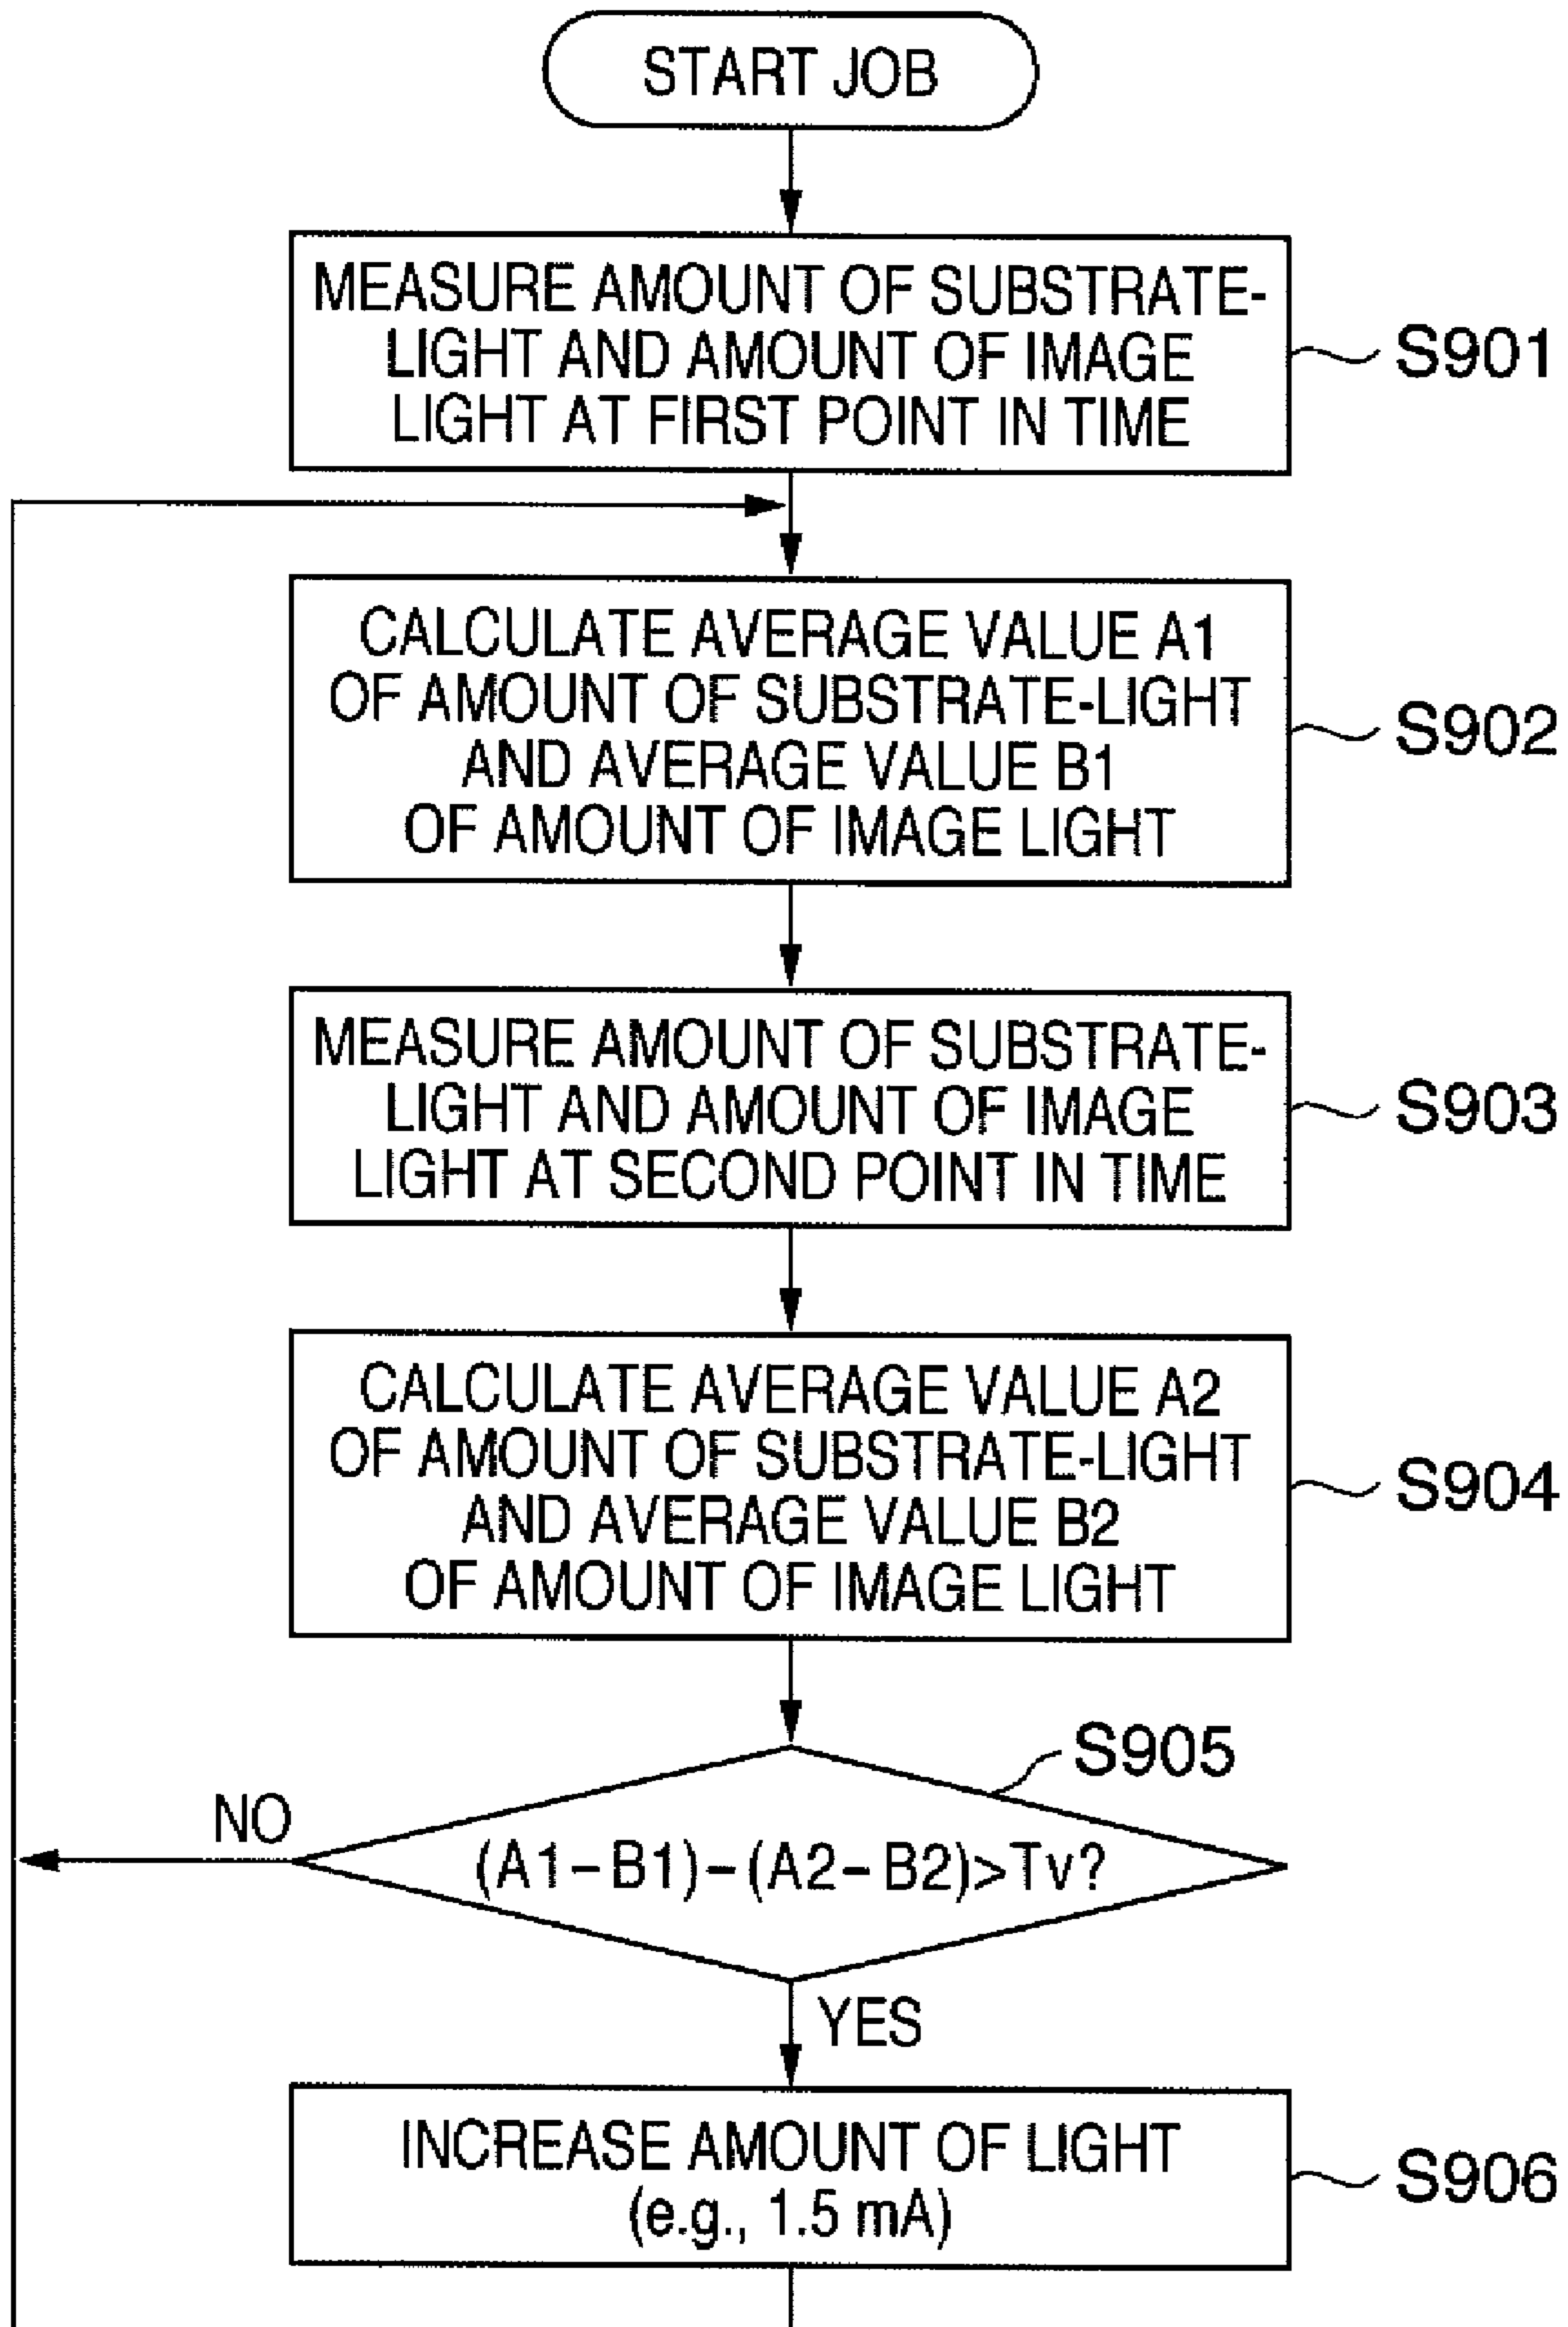 START JOB
MEASURE AMOUNT OF SUBSTRATE-
LIGHT AND AMOUNT OF IMAGE
LIGHT AT FIRST POINT IN TIME
S901
CALCULATE AVERAGE VALUE A1
OF AMOUNT OF SUBSTRATE-LIGHT
AND AVERAGE VALUE B1
OF AMOUNT OF IMAGE LIGHT
S902
MEASURE AMOUNT OF SUBSTRATE-
LIGHT AND AMOUNT OF IMAGE
LIGHT AT SECOND POINT IN TIME
S903
CALCULATE AVERAGE VALUE A2
OF AMOUNT OF SUBSTRATE-LIGHT
AND AVERAGE VALUE B2
OF AMOUNT OF IMAGE LIGHT
S904
S905
NO
(A1-B1)-(A2-B2)>Tv?
YES
INCREASE AMOUNT OF LIGHT
(e.g., 1.5 mA)
S906